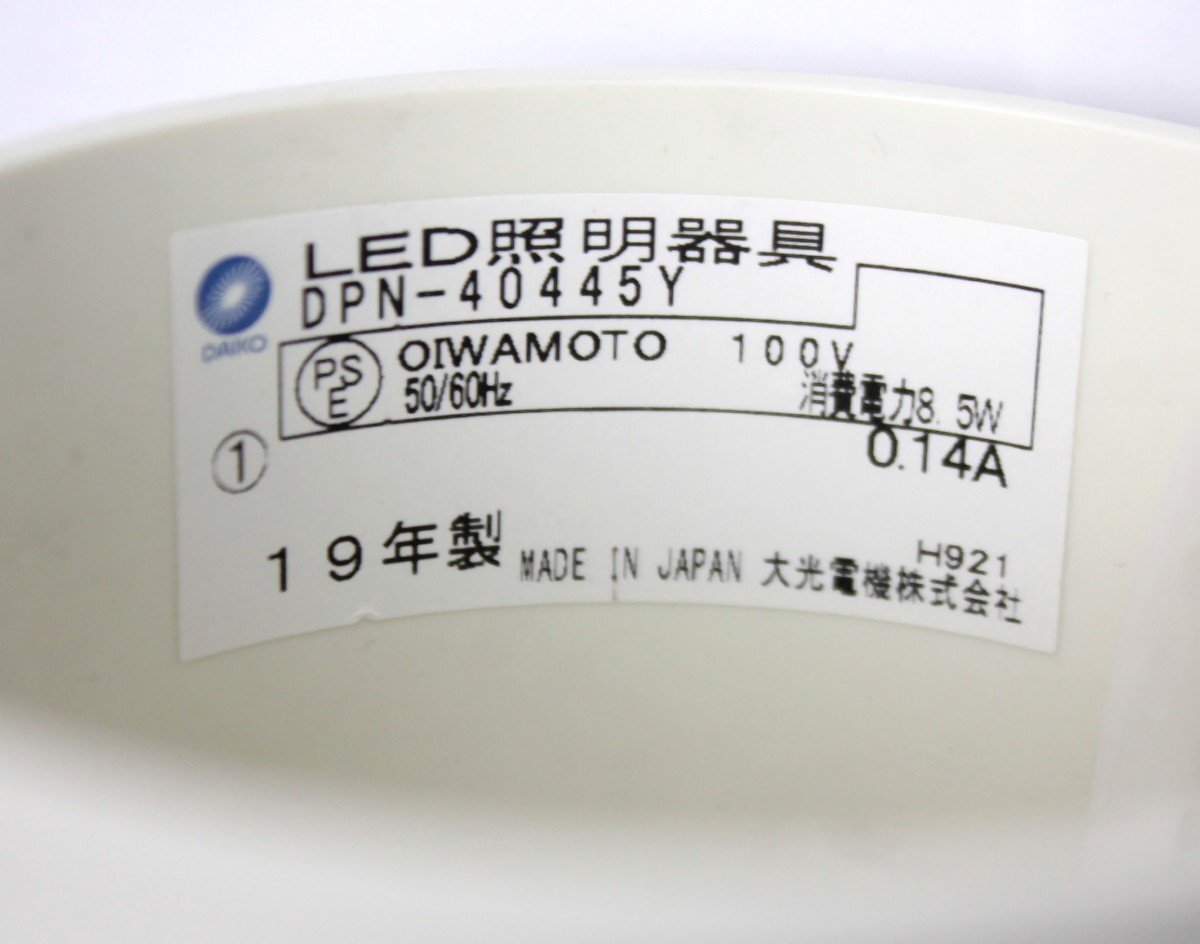 LED照明器具
DPN-40445Y
DAIKO
PSE OIWAMOTO 100V
50/60Hz 消費電力8.5W
① 0.14A
H921
19年製 MADE IN JAPAN 大光電機株式会社